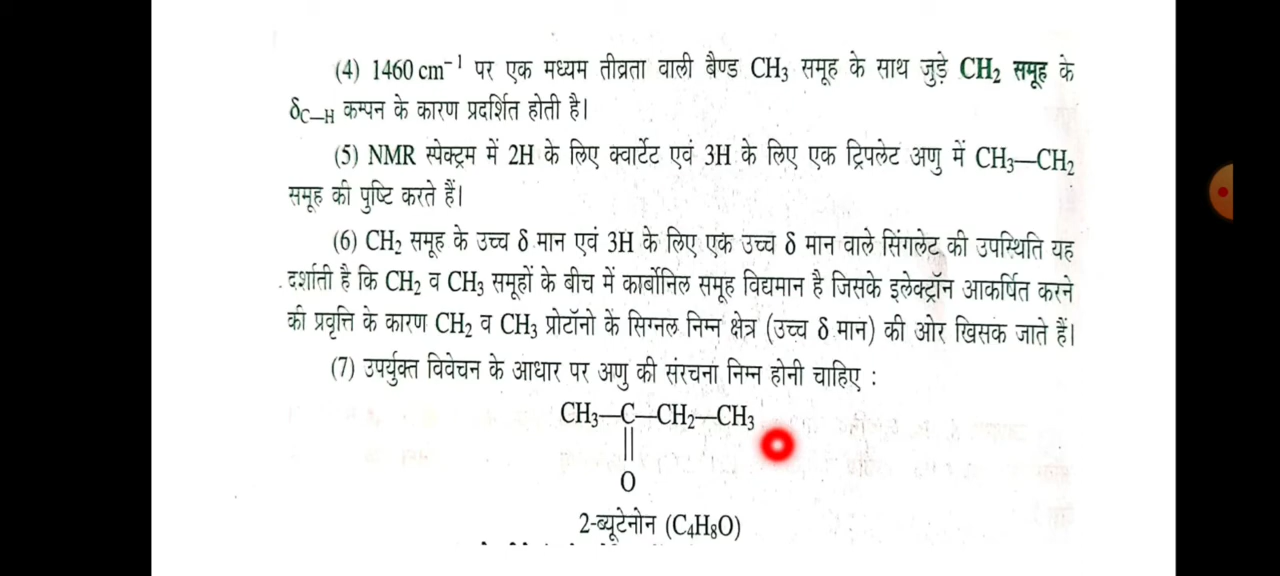 (4) 1460 cm⁻¹ पर एक मध्यम तीव्रता वाली बैण्ड CH₃ समूह के साथ जुड़े CH₂ समूह के
δC—H कम्पन के कारण प्रदर्शित होती है।
(5) NMR स्पेक्ट्रम में 2H के लिए क्वार्टेट एवं 3H के लिए एक ट्रिपलेट अणु में CH₃—CH₂
समूह की पुष्टि करते हैं।
(6) CH₂ समूह के उच्च δ मान एवं 3H के लिए एक उच्च δ मान वाले सिंगलेट की उपस्थिति यह
दर्शाती है कि CH₂ व CH₃ समूहों के बीच में कार्बोनिल समूह विद्यमान है जिसके इलेक्ट्रॉन आकर्षित करने
की प्रवृत्ति के कारण CH₂ व CH₃ प्रोटॉनो के सिग्नल निम्न क्षेत्र (उच्च δ मान) की ओर खिसक जाते हैं।
(7) उपर्युक्त विवेचन के आधार पर अणु की संरचना निम्न होनी चाहिए :
CH₃—C—CH₂—CH₃
||
O
2-ब्यूटेनोन (C₄H₈O)